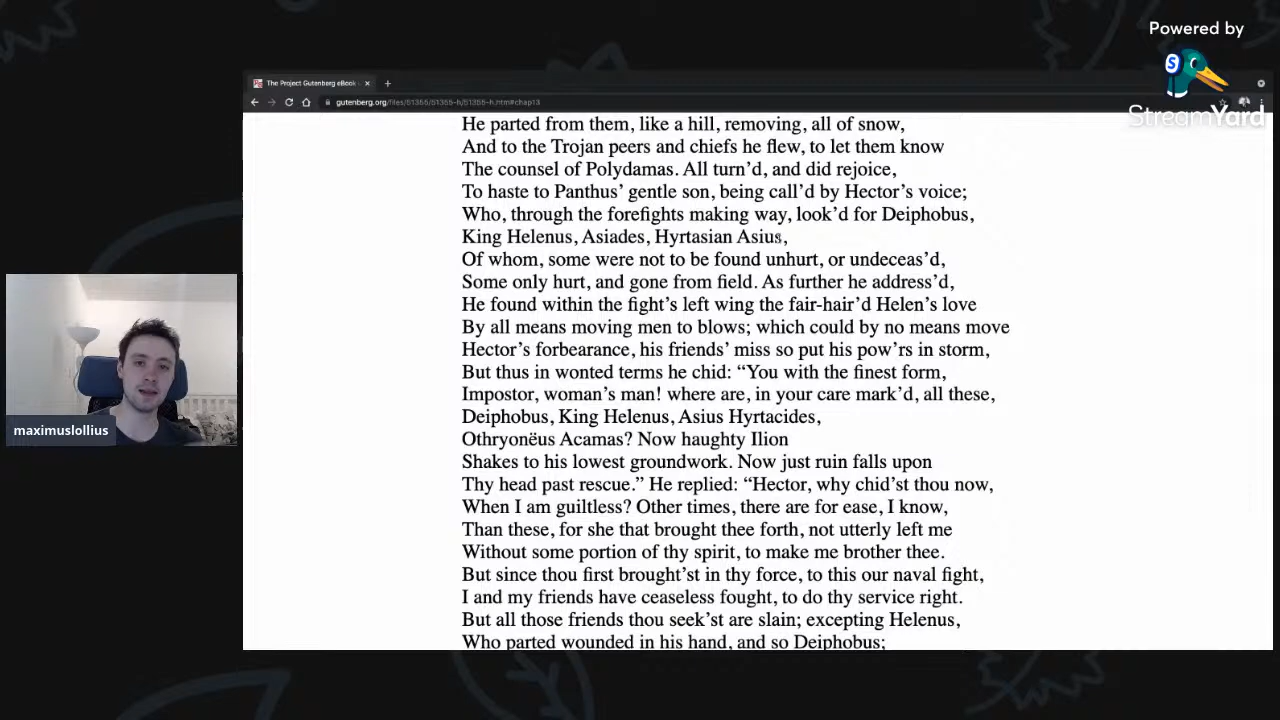 Powered by
S
StreamYard
The Project Gutenberg eBook
gutenberg.org/files/51355/51355-h/51355-h.htm#chap13
He parted from them, like a hill, removing, all of snow,
And to the Trojan peers and chiefs he flew, to let them know
The counsel of Polydamas. All turn’d, and did rejoice,
To haste to Panthus’ gentle son, being call’d by Hector’s voice;
Who, through the forefights making way, look’d for Deiphobus,
King Helenus, Asiades, Hyrtasian Asius,
Of whom, some were not to be found unhurt, or undeceas’d,
Some only hurt, and gone from field. As further he address’d,
He found within the fight’s left wing the fair-hair’d Helen’s love
By all means moving men to blows; which could by no means move
Hector’s forbearance, his friends’ miss so put his pow’rs in storm,
But thus in wonted terms he chid: “You with the finest form,
Impostor, woman’s man! where are, in your care mark’d, all these,
Deiphobus, King Helenus, Asius Hyrtacides,
Othryonëus Acamas? Now haughty Ilion
Shakes to his lowest groundwork. Now just ruin falls upon
Thy head past rescue.” He replied: “Hector, why chid’st thou now,
When I am guiltless? Other times, there are for ease, I know,
Than these, for she that brought thee forth, not utterly left me
Without some portion of thy spirit, to make me brother thee.
But since thou first brought’st in thy force, to this our naval fight,
I and my friends have ceaseless fought, to do thy service right.
But all those friends thou seek’st are slain; excepting Helenus,
Who parted wounded in his hand, and so Deiphobus;
maximuslollius